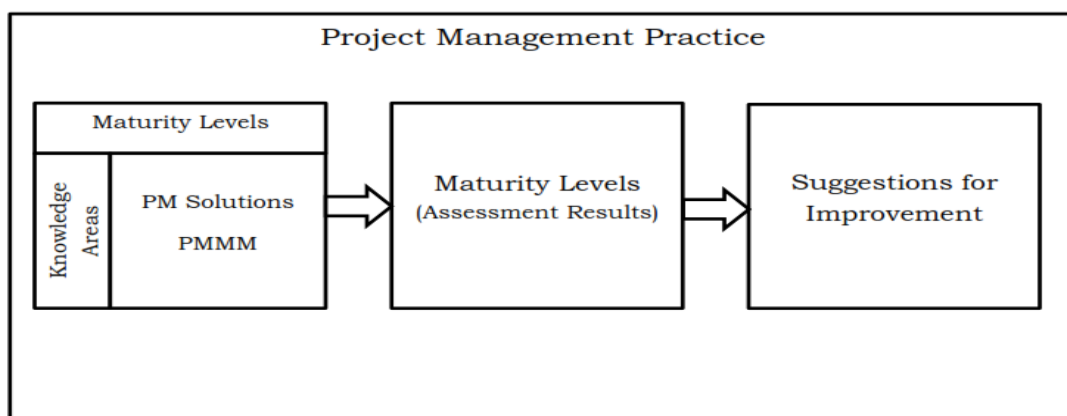 Project Management Practice
Maturity Levels
Knowledge
Areas
PM Solutions
PMMM
Maturity Levels
(Assessment Results)
Suggestions for
Improvement